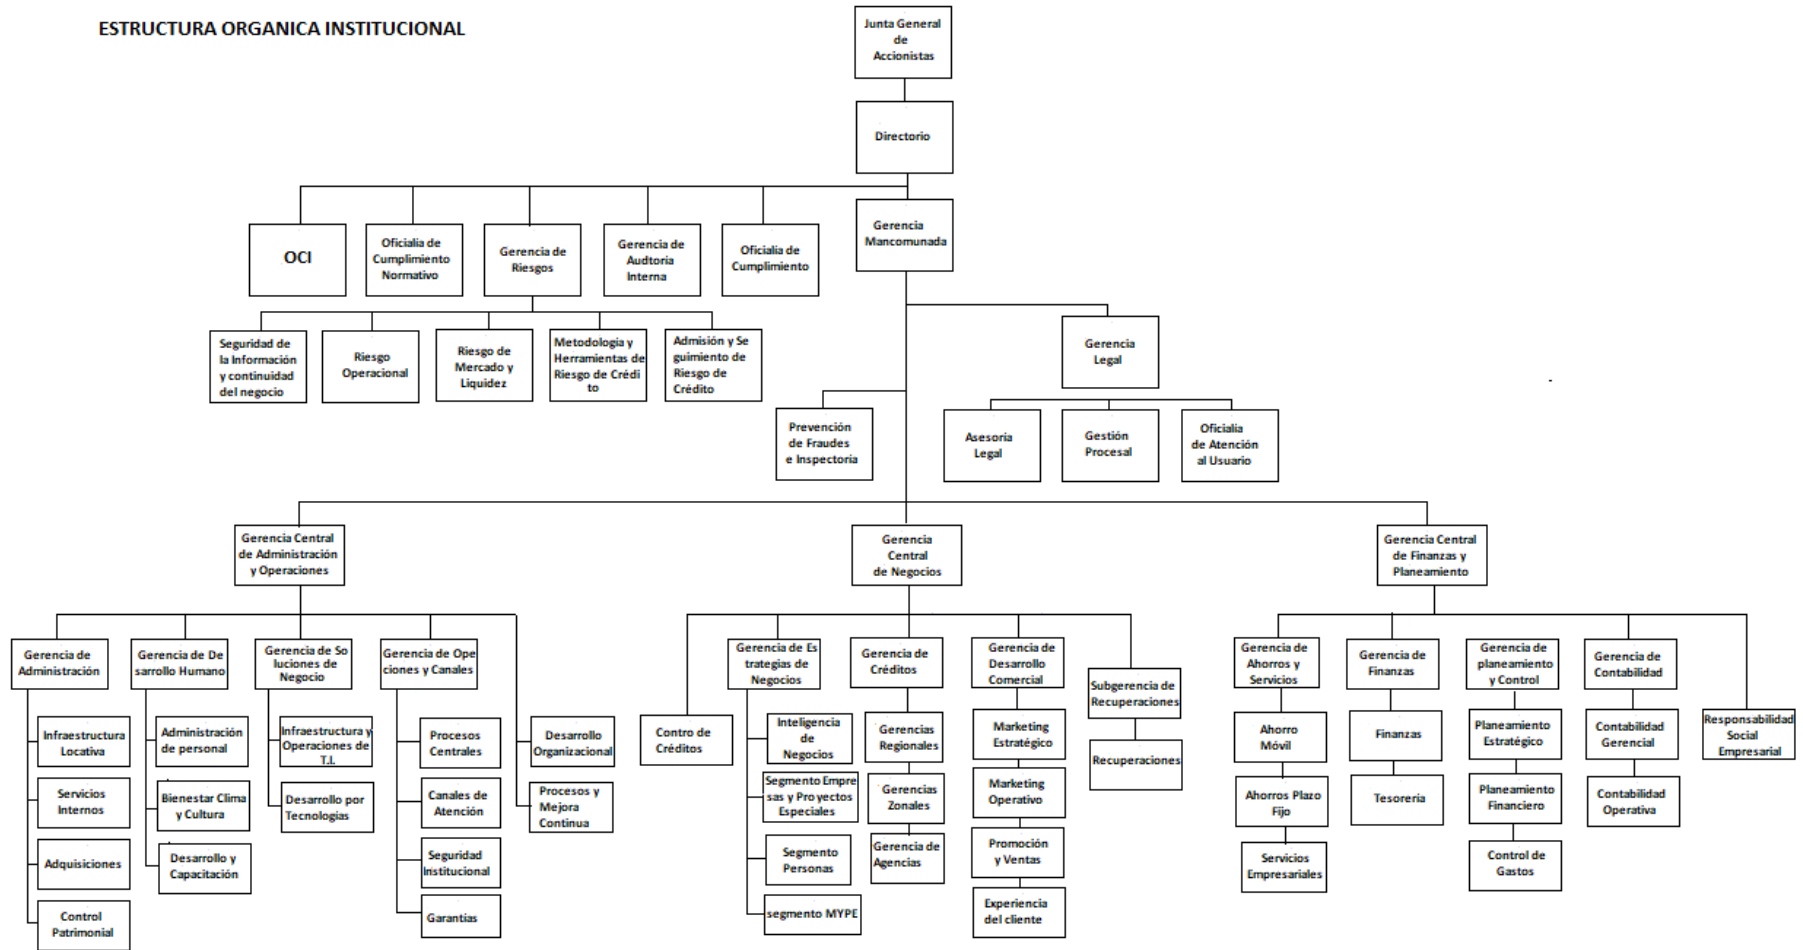 ESTRUCTURA ORGANICA INSTITUCIONAL
Junta General
de
Accionistas
Directorio
Gerencia
Mancomunada
OCI
Oficialía de
Cumplimiento
Normativo
Gerencia de
Riesgos
Gerencia de
Audtoría
Interna
Oficialía de
Cumplimiento
Seguridad de
la Información
y continuidad
del negocio
Riesgo
Operacional
Riesgo de
Mercado y
Liquidez
Metodología y
Herramientas de
Riesgo de Crédi
to
Admisión y Se
guimiento de
Riesgo de
Crédito
Gerencia
Legal
Prevención
de Fraudes
e Inspectoría
Asesoría
Legal
Gestión
Procesal
Oficialía
de Atención
al Usuario
Gerencia Central
de Administración
y Operaciones
Gerencia
Central
de Negocios
Gerencia Central
de Finanzas y
Planeamiento
Gerencia de
Administración
Infraestructura
Locativa
Servicios
Internos
Adquisiciones
Control
Patrimonial
Gerencia de De
sarrollo Humano
Administración
de personal
Bienestar Clima
y Cultura
Desarrollo y
Capacitación
Gerencia de So
luciones de
Negocio
Infraestructura y
Operaciones de
T.I.
Desarrollo por
Tecnologías
Gerencia de Ope
ciones y Canales
Procesos
Centrales
Canales de
Atención
Seguridad
Institucional
Garantías
Desarrollo
Organizacional
Procesos y
Mejora
Continua
Contro de
Créditos
Gerencia de Es
trategias de
Negocios
Inteligencia
de
Negocios
Segmento Empre
sas y Proyectos
Especiales
Segmento
Personas
segmento MYPE
Gerencia de
Créditos
Gerencias
Regionales
Gerencias
Zonales
Gerencia de
Agencias
Gerencia de
Desarrollo
Comercial
Marketing
Estratégico
Marketing
Operativo
Promoción
y Ventas
Experiencia
del cliente
Subgerencia de
Recuperaciones
Recuperaciones
Gerencia de
Ahorros y
Servicios
Ahorro
Móvil
Ahorros Plazo
Fijo
Servicios
Empresariales
Gerencia de
Finanzas
Finanzas
Tesorería
Gerencia de
planeamiento
y Control
Planeamiento
Estratégico
Planeamiento
Financiero
Control de
Gastos
Gerencia de
Contabilidad
Contabilidad
Gerencial
Contabilidad
Operativa
Responsabilidad
Social
Empresarial